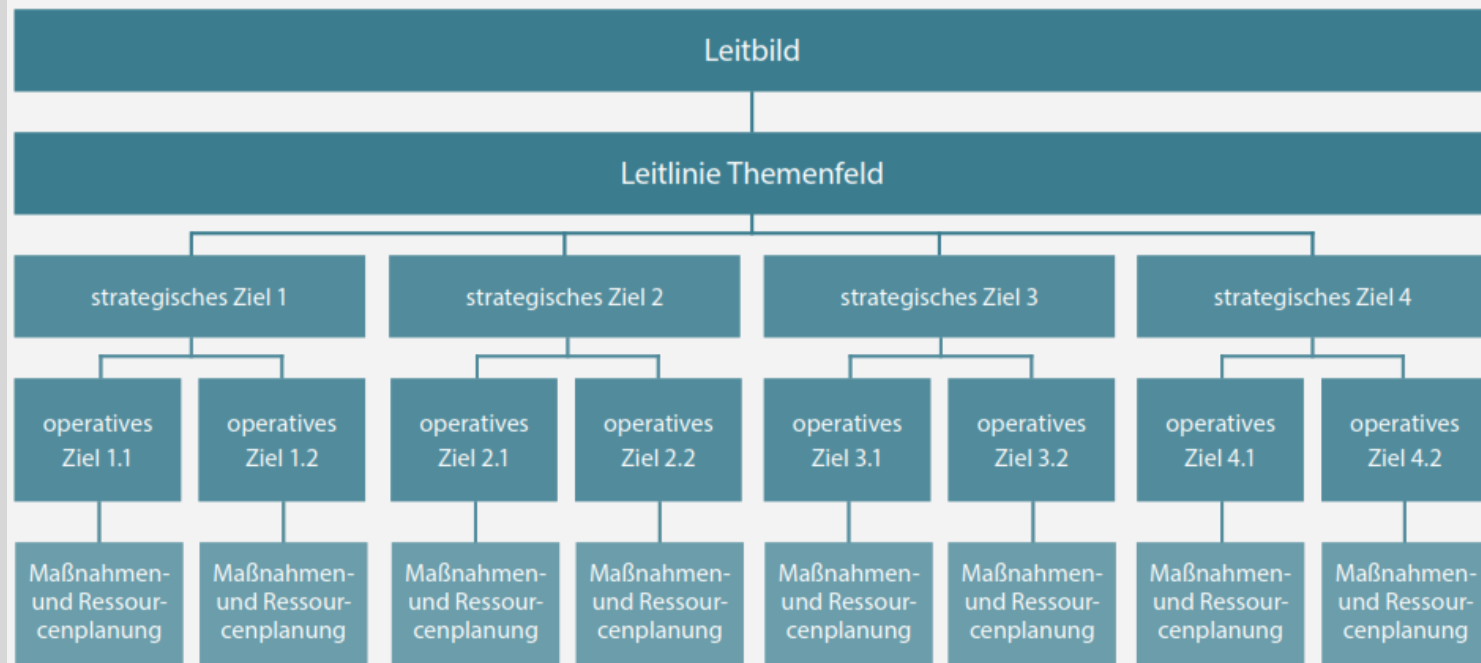 Leitbild
Leitlinie Themenfeld
strategisches Ziel 1
strategisches Ziel 2
strategisches Ziel 3
strategisches Ziel 4
operatives
Ziel 1.1
operatives
Ziel 1.2
operatives
Ziel 2.1
operatives
Ziel 2.2
operatives
Ziel 3.1
operatives
Ziel 3.2
operatives
Ziel 4.1
operatives
Ziel 4.2
Maßnahmen-
und Ressour-
cenplanung
Maßnahmen-
und Ressour-
cenplanung
Maßnahmen-
und Ressour-
cenplanung
Maßnahmen-
und Ressour-
cenplanung
Maßnahmen-
und Ressour-
cenplanung
Maßnahmen-
und Ressour-
cenplanung
Maßnahmen-
und Ressour-
cenplanung
Maßnahmen-
und Ressour-
cenplanung